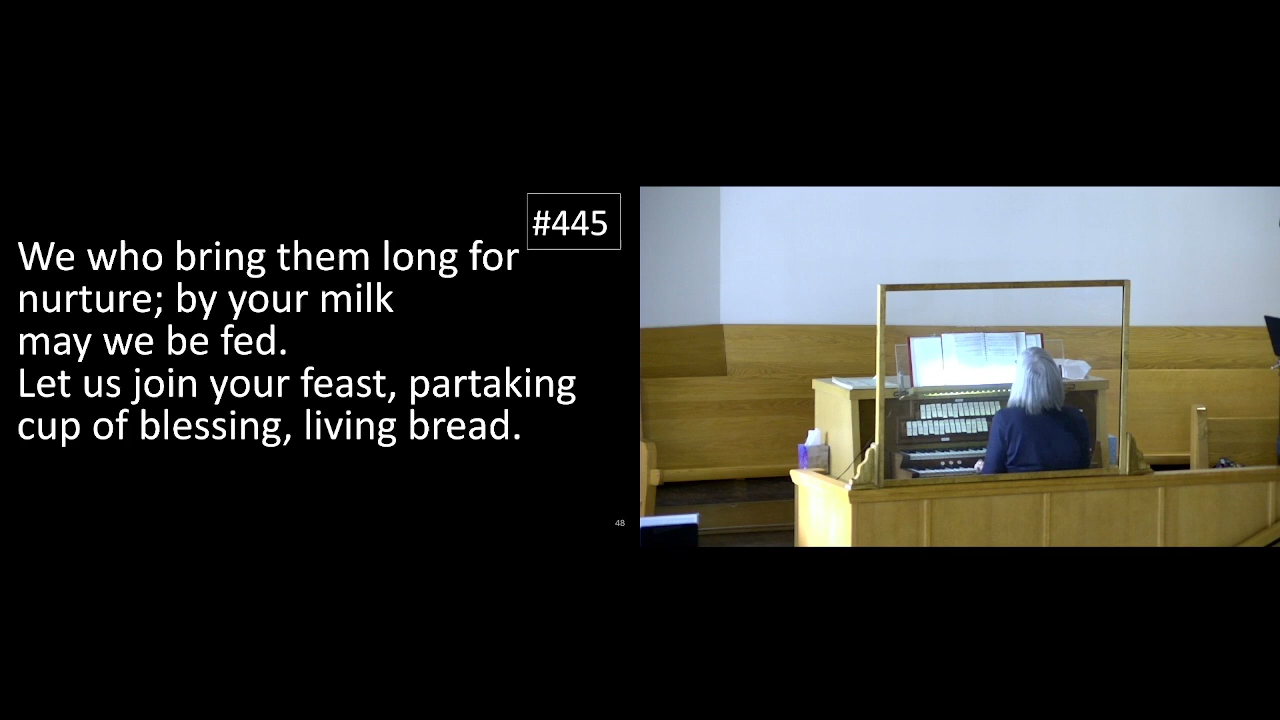 #445
We who bring them long for
nurture; by your milk
may we be fed.
Let us join your feast, partaking
cup of blessing, living bread.
48